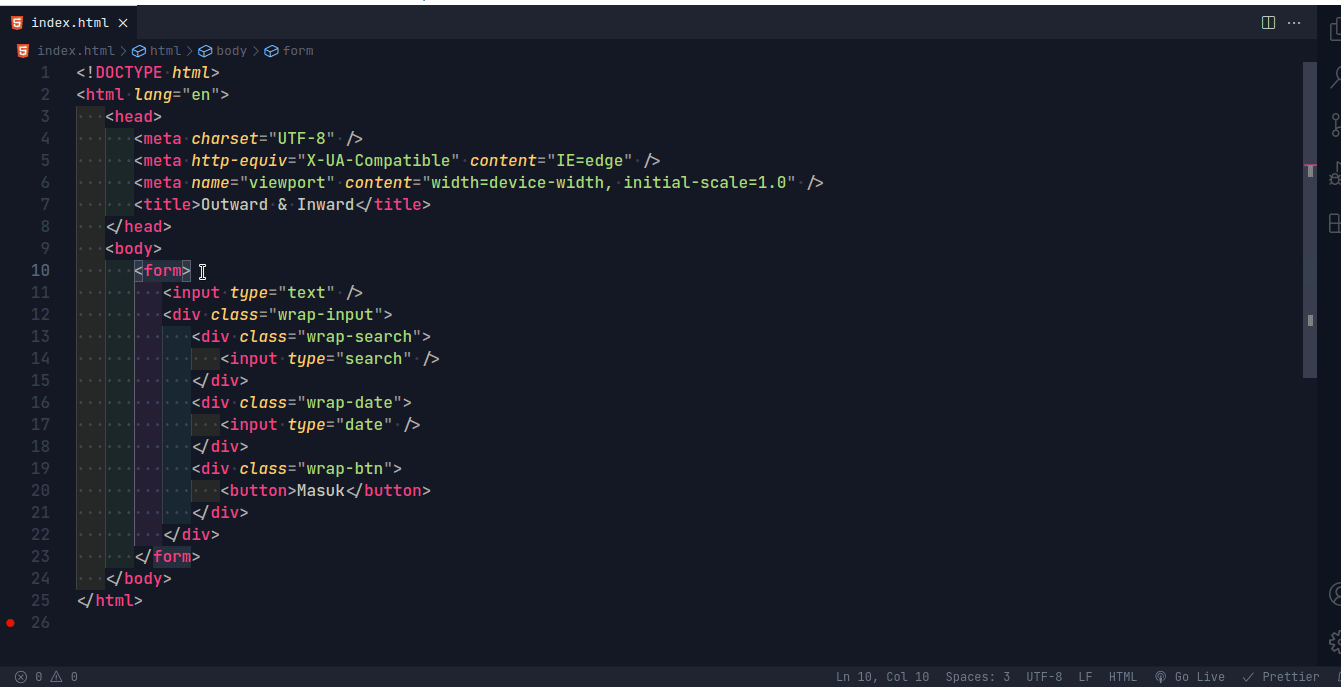 index.html
index.html > html > body > form
1 <!DOCTYPE html>
2 <html lang="en">
3 <head>
4 <meta charset="UTF-8" />
5 <meta http-equiv="X-UA-Compatible" content="IE=edge" />
6 <meta name="viewport" content="width=device-width, initial-scale=1.0" />
7 <title>Outward & Inward</title>
8 </head>
9 <body>
10 <form>
11 <input type="text" />
12 <div class="wrap-input">
13 <div class="wrap-search">
14 <input type="search" />
15 </div>
16 <div class="wrap-date">
17 <input type="date" />
18 </div>
19 <div class="wrap-btn">
20 <button>Masuk</button>
21 </div>
22 </div>
23 </form>
24 </body>
25 </html>
26
0 0 Ln 10, Col 10 Spaces: 3 UTF-8 LF HTML Go Live Prettier